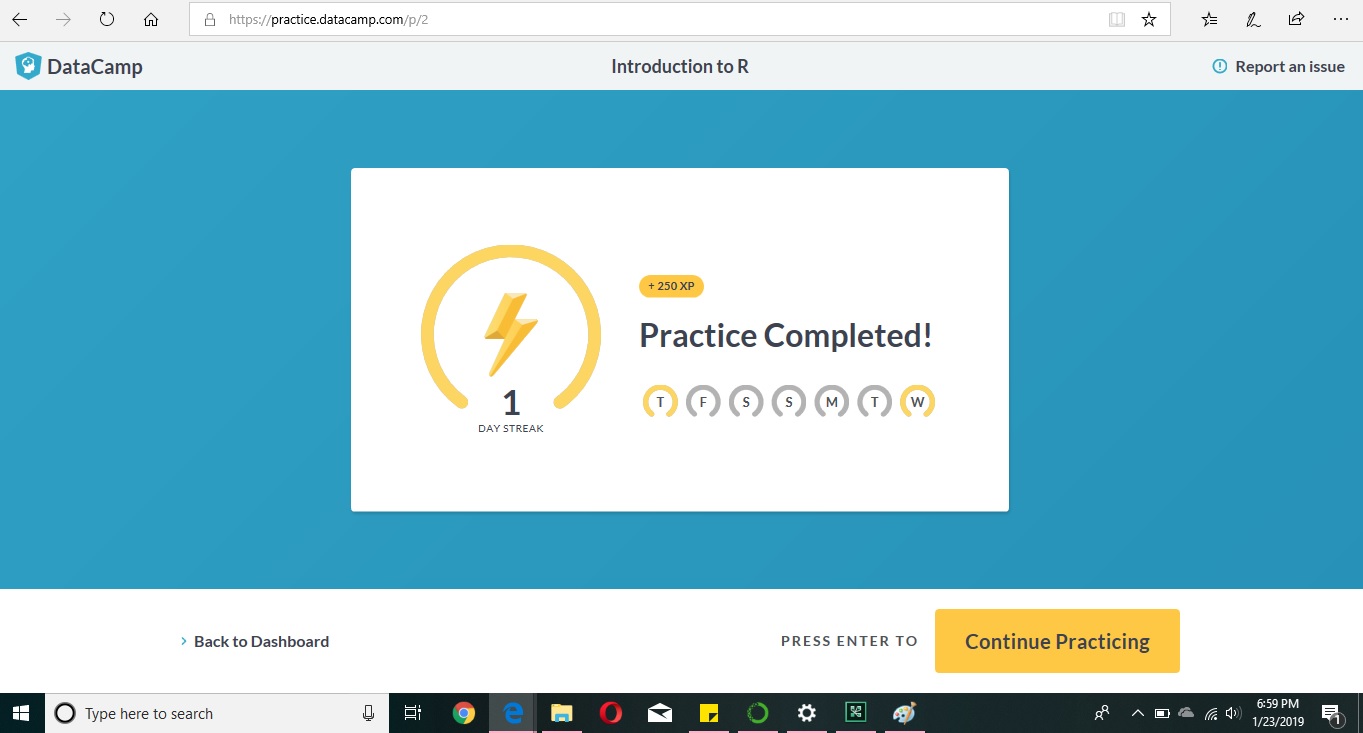 https://practice.datacamp.com/p/2
DataCamp
Introduction to R
Report an issue
+ 250 XP
Practice Completed!
1
DAY STREAK
T F S S M T W
Back to Dashboard
PRESS ENTER TO
Continue Practicing
Type here to search
6:59 PM
1/23/2019
1